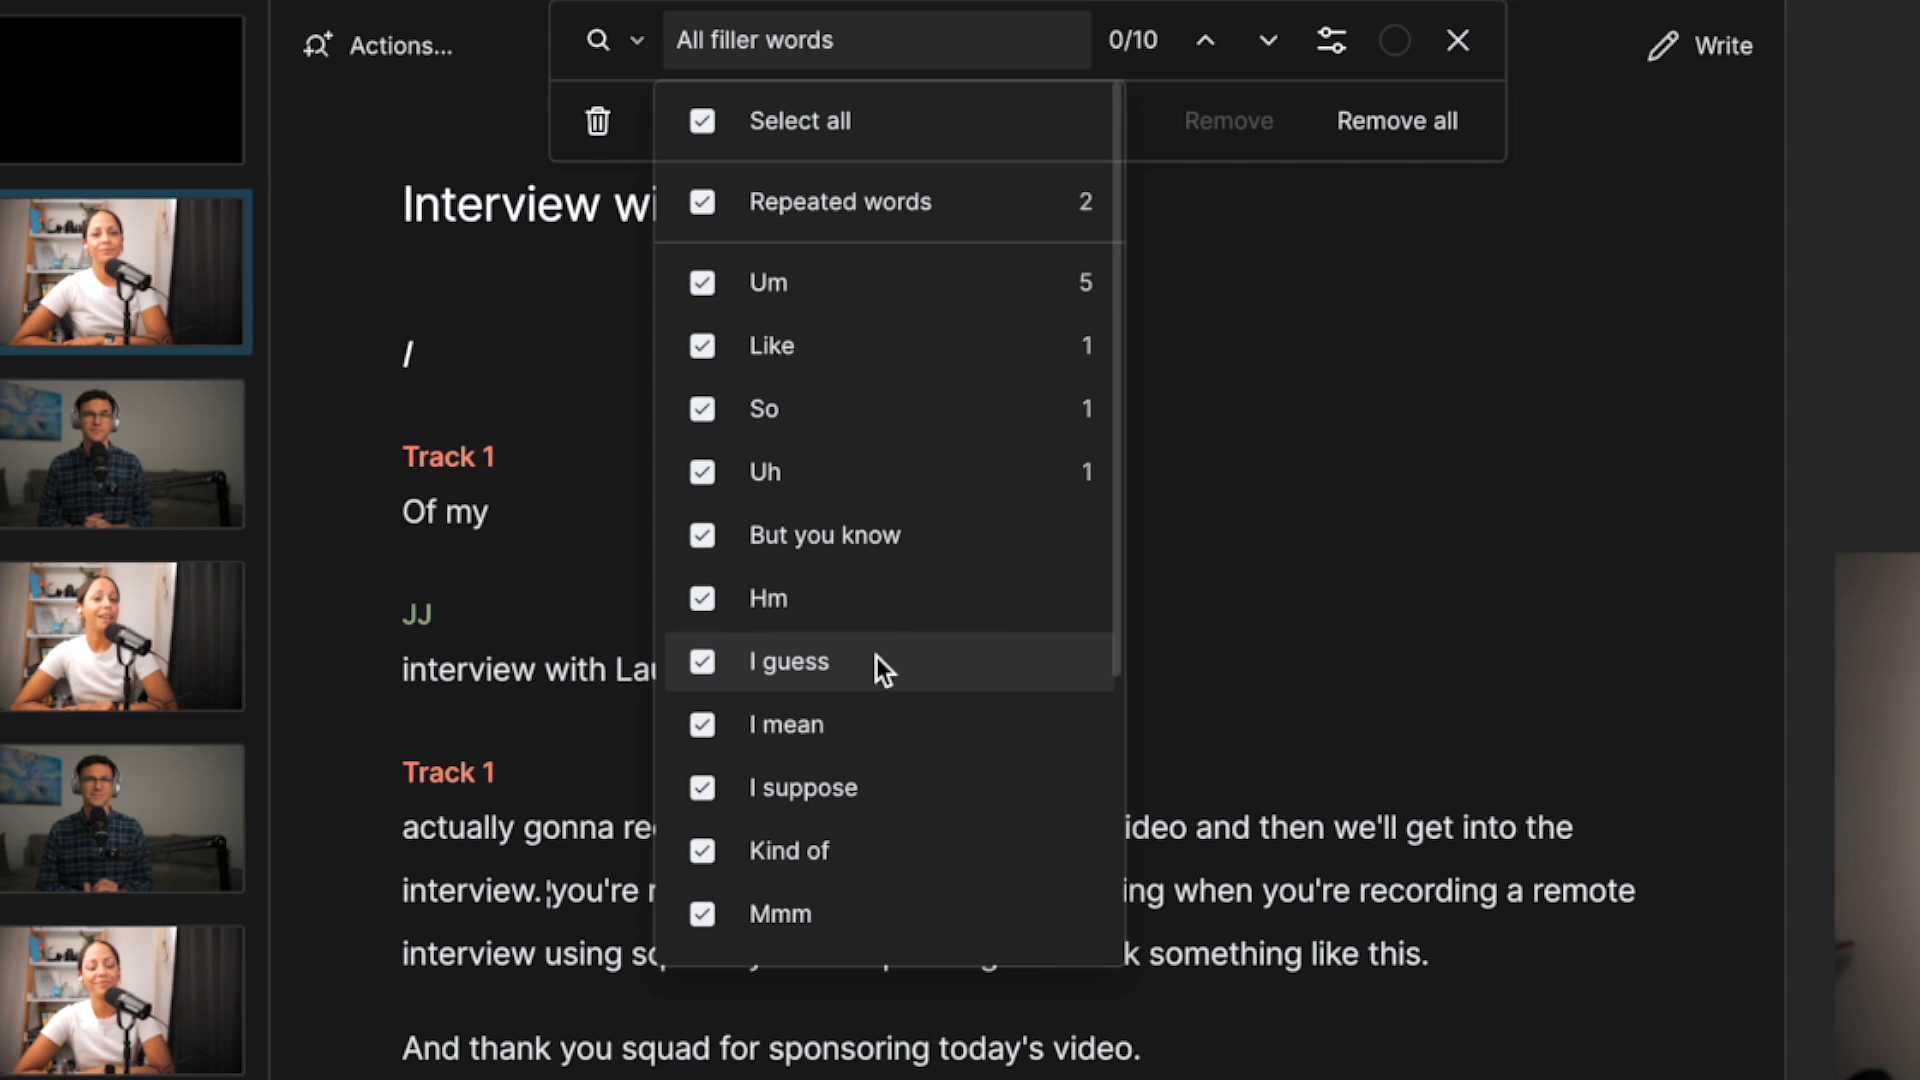 Actions...
All filler words
0/10
Write
Select all
Remove
Remove all
Interview wi
Repeated words 2
Um 5
/
Like 1
So 1
Track 1
Uh 1
Of my
But you know
Hm
JJ
I guess
interview with Lau
I mean
Track 1
I suppose
actually gonna re ideo and then we'll get into the
Kind of
interview. you're ing when you're recording a remote
Mmm
interview using k something like this.
And thank you squad for sponsoring today's video.